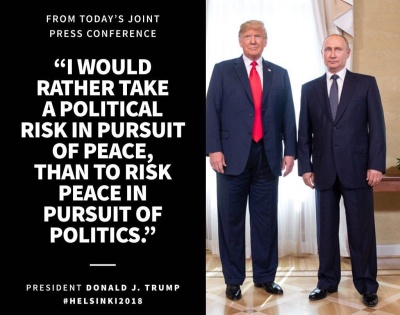 FROM TODAY'S JOINT
PRESS CONFERENCE
“I WOULD
RATHER TAKE
A POLITICAL
RISK IN PURSUIT
OF PEACE,
THAN TO RISK
PEACE IN
PURSUIT OF
POLITICS.”
PRESIDENT DONALD J. TRUMP
#HELSINKI2018